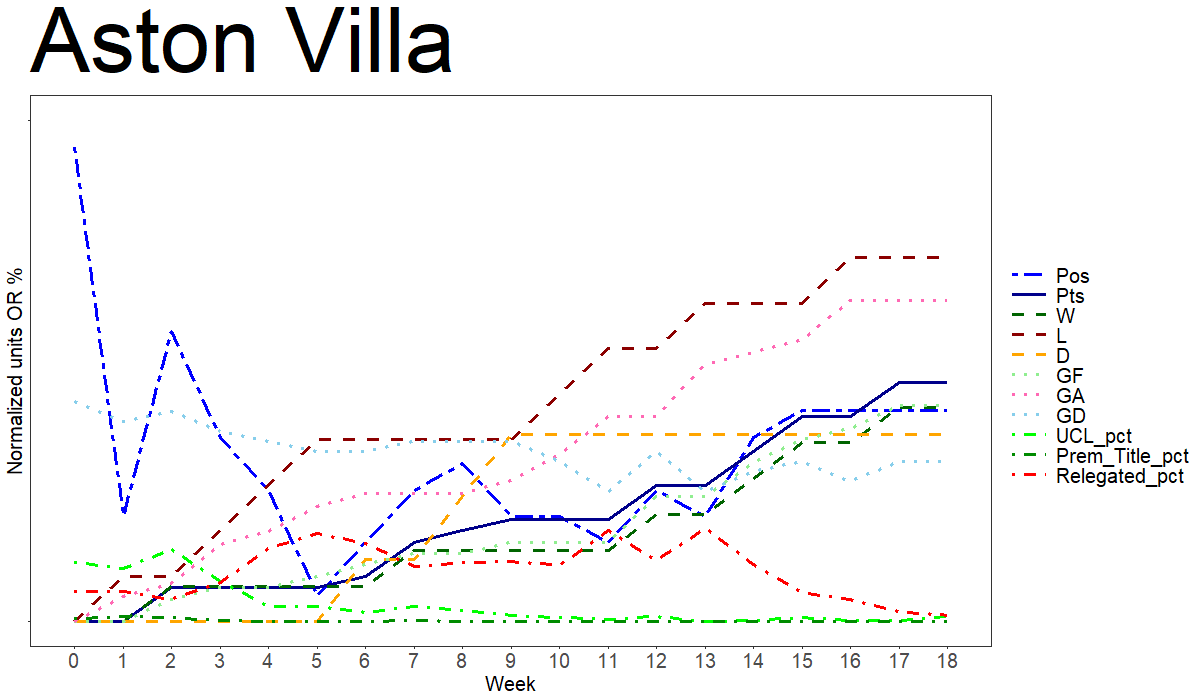 Aston Villa
Normalized units OR %
0 1 2 3 4 5 6 7 8 9 10 11 12 13 14 15 16 17 18
Week
Pos
Pts
W
L
D
GF
GA
GD
UCL_pct
Prem_Title_pct
Relegated_pct